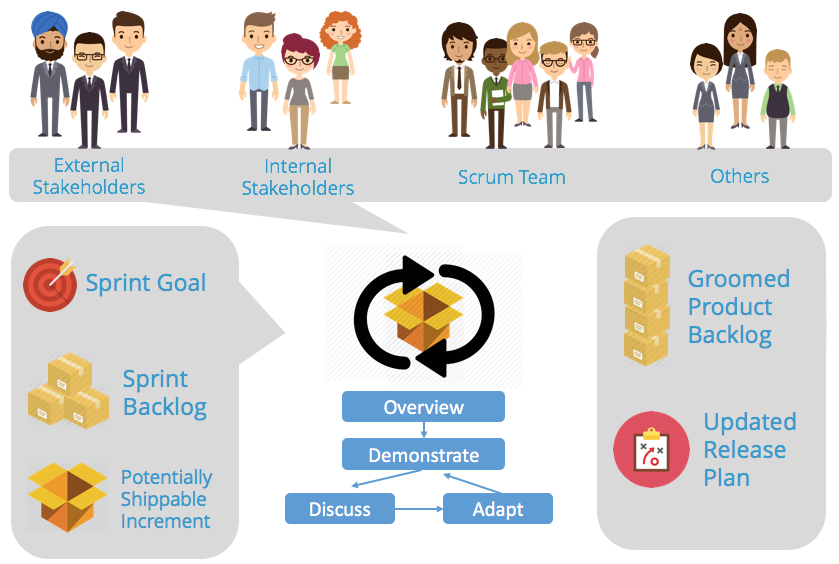 External
Stakeholders
Internal
Stakeholders
Scrum Team
Others
Sprint Goal
Sprint
Backlog
Potentially
Shippable
Increment
Overview
Demonstrate
Discuss
Adapt
Groomed
Product
Backlog
Updated
Release
Plan